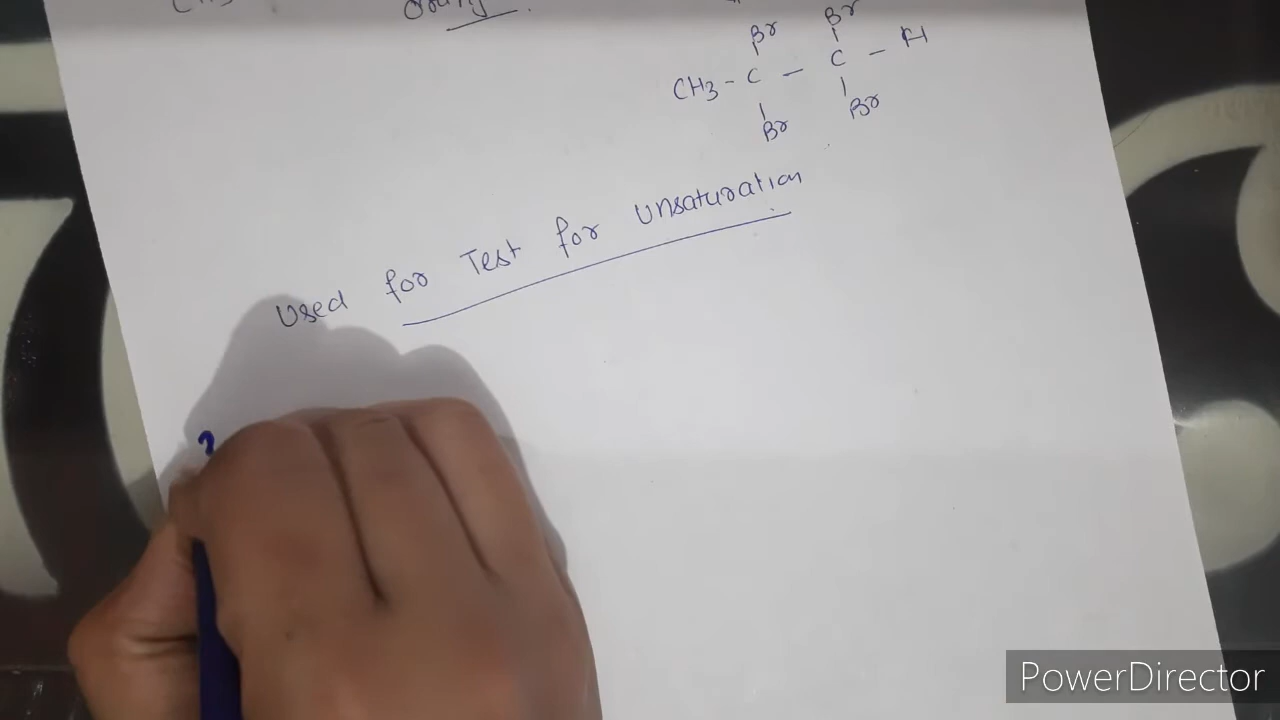 Br Br
CH3 - C - C - H
Br Br
Used for Test for Unsaturation
PowerDirector